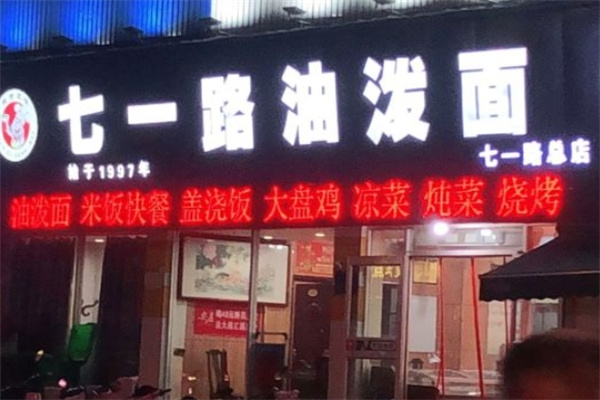 七一路油泼面
始于1997年
七一路总店
油泼面 米饭快餐 盖浇饭 大盘鸡 凉菜 炖菜 烧烤